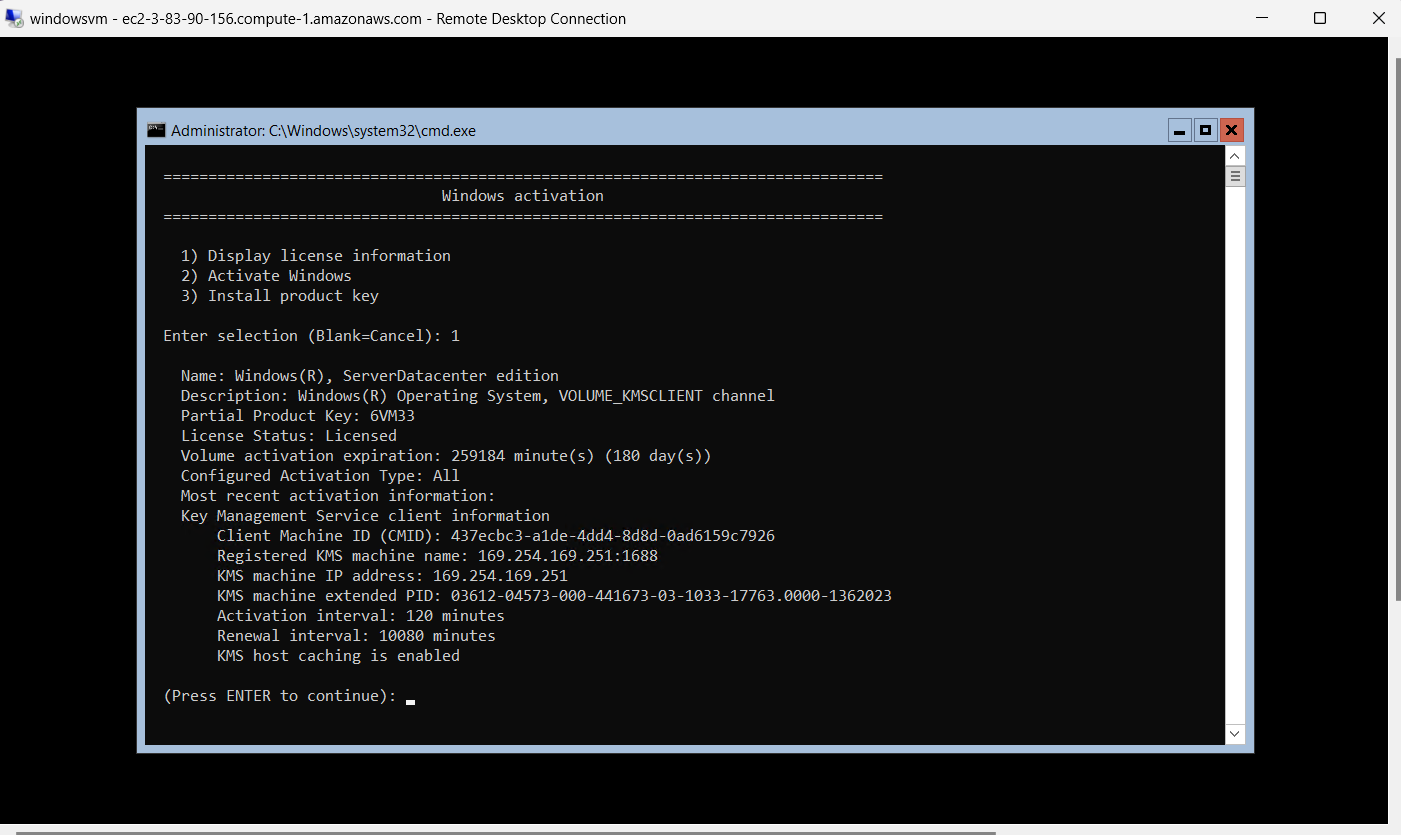 windowsvm - ec2-3-83-90-156.compute-1.amazonaws.com - Remote Desktop Connection
Administrator: C:\Windows\system32\cmd.exe
================================================================================
Windows activation
================================================================================
1) Display license information
2) Activate Windows
3) Install product key
Enter selection (Blank=Cancel): 1
Name: Windows(R), ServerDatacenter edition
Description: Windows(R) Operating System, VOLUME_KMSCLIENT channel
Partial Product Key: 6VM33
License Status: Licensed
Volume activation expiration: 259184 minute(s) (180 day(s))
Configured Activation Type: All
Most recent activation information:
Key Management Service client information
Client Machine ID (CMID): 437ecbc3-a1de-4dd4-8d8d-0ad6159c7926
Registered KMS machine name: 169.254.169.251:1688
KMS machine IP address: 169.254.169.251
KMS machine extended PID: 03612-04573-000-441673-03-1033-17763.0000-1362023
Activation interval: 120 minutes
Renewal interval: 10080 minutes
KMS host caching is enabled
(Press ENTER to continue):